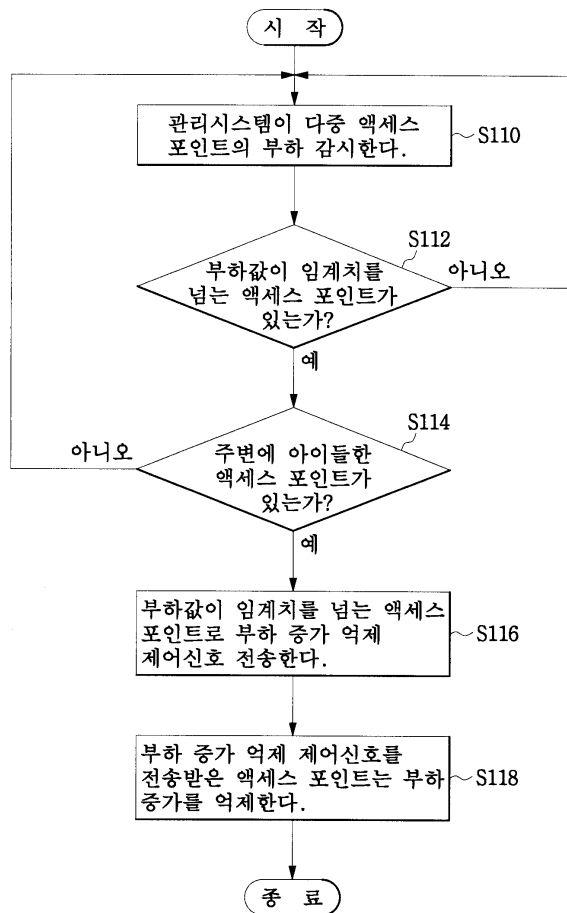 시 작
관리시스템이 다중 액세스
포인트의 부하 감시한다.
S110
S112
부하값이 임계치를
넘는 액세스 포인트가
있는가?
아니오
예
S114
아니오
주변에 아이들한
액세스 포인트가
있는가?
예
부하값이 임계치를 넘는 액세스
포인트로 부하 증가 억제
제어신호 전송한다.
S116
부하 증가 억제 제어신호를
전송받은 액세스 포인트는 부하
증가를 억제한다.
S118
종 료